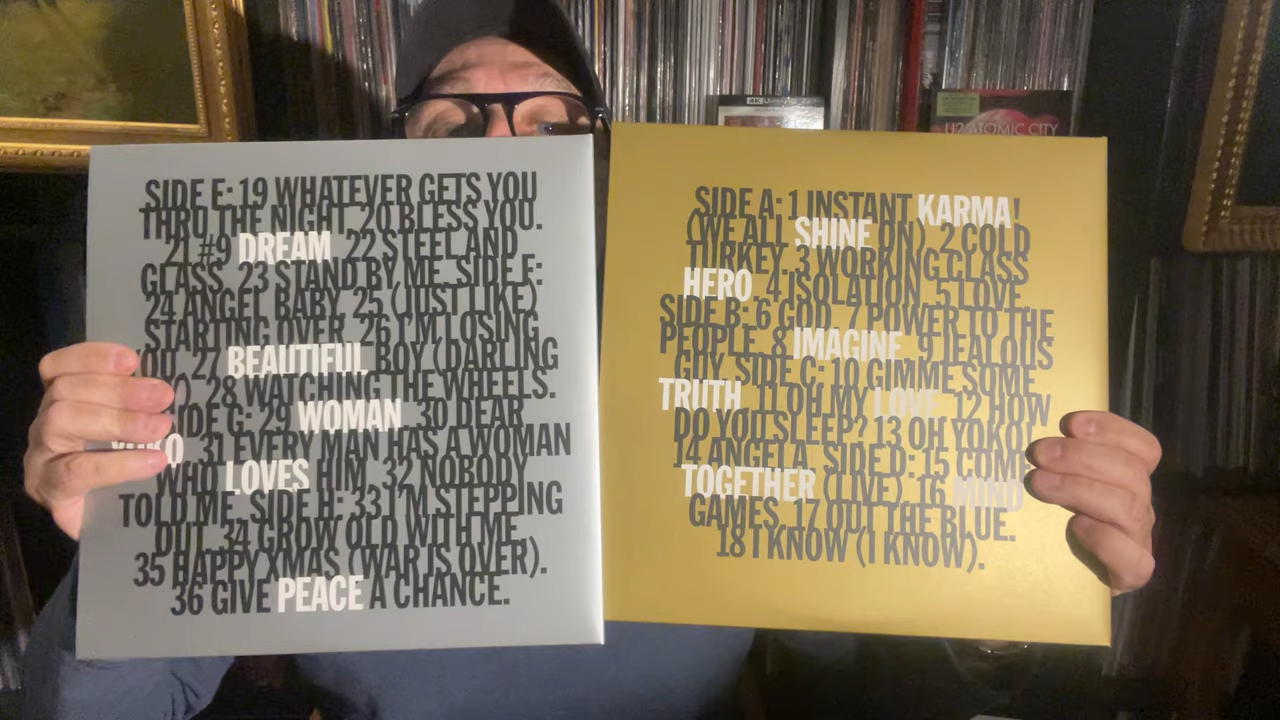 SIDE E: 19 WHATEVER GETS YOU
THRU THE NIGHT. 20 BLESS YOU.
21 #9 DREAM. 22 STEEL AND
GLASS. 23 STAND BY ME. SIDE F:
24 ANGEL BABY. 25 (JUST LIKE)
STARTING OVER. 26 I'M LOSING
YOU. 27 BEAUTIFUL BOY (DARLING
28 WATCHING THE WHEELS.
SIDE G: 29 WOMAN. 30 DEAR
YOKO. 31 EVERY MAN HAS A WOMAN
WHO LOVES HIM. 32 NOBODY
TOLD ME. SIDE H: 33 I'M STEPPING
OUT. 34 GROW OLD WITH ME.
35 HAPPY XMAS (WAR IS OVER).
36 GIVE PEACE A CHANCE.
SIDE A: 1 INSTANT KARMA!
(WE ALL SHINE ON). 2 COLD
TURKEY. 3 WORKING CLASS
HERO. 4 ISOLATION. 5 LOVE.
SIDE B: 6 GOD. 7 POWER TO THE
PEOPLE. 8 IMAGINE. 9 JEALOUS
GUY. SIDE C: 10 GIMME SOME
TRUTH. 11 OH MY LOVE. 12 HOW
DO YOU SLEEP? 13 OH YOKO!
14 ANGELA. SIDE D: 15 COME
TOGETHER (LIVE). 16 MIND
GAMES. 17 OUT THE BLUE.
18 I KNOW (I KNOW).
4K
U2 ATOMIC CITY